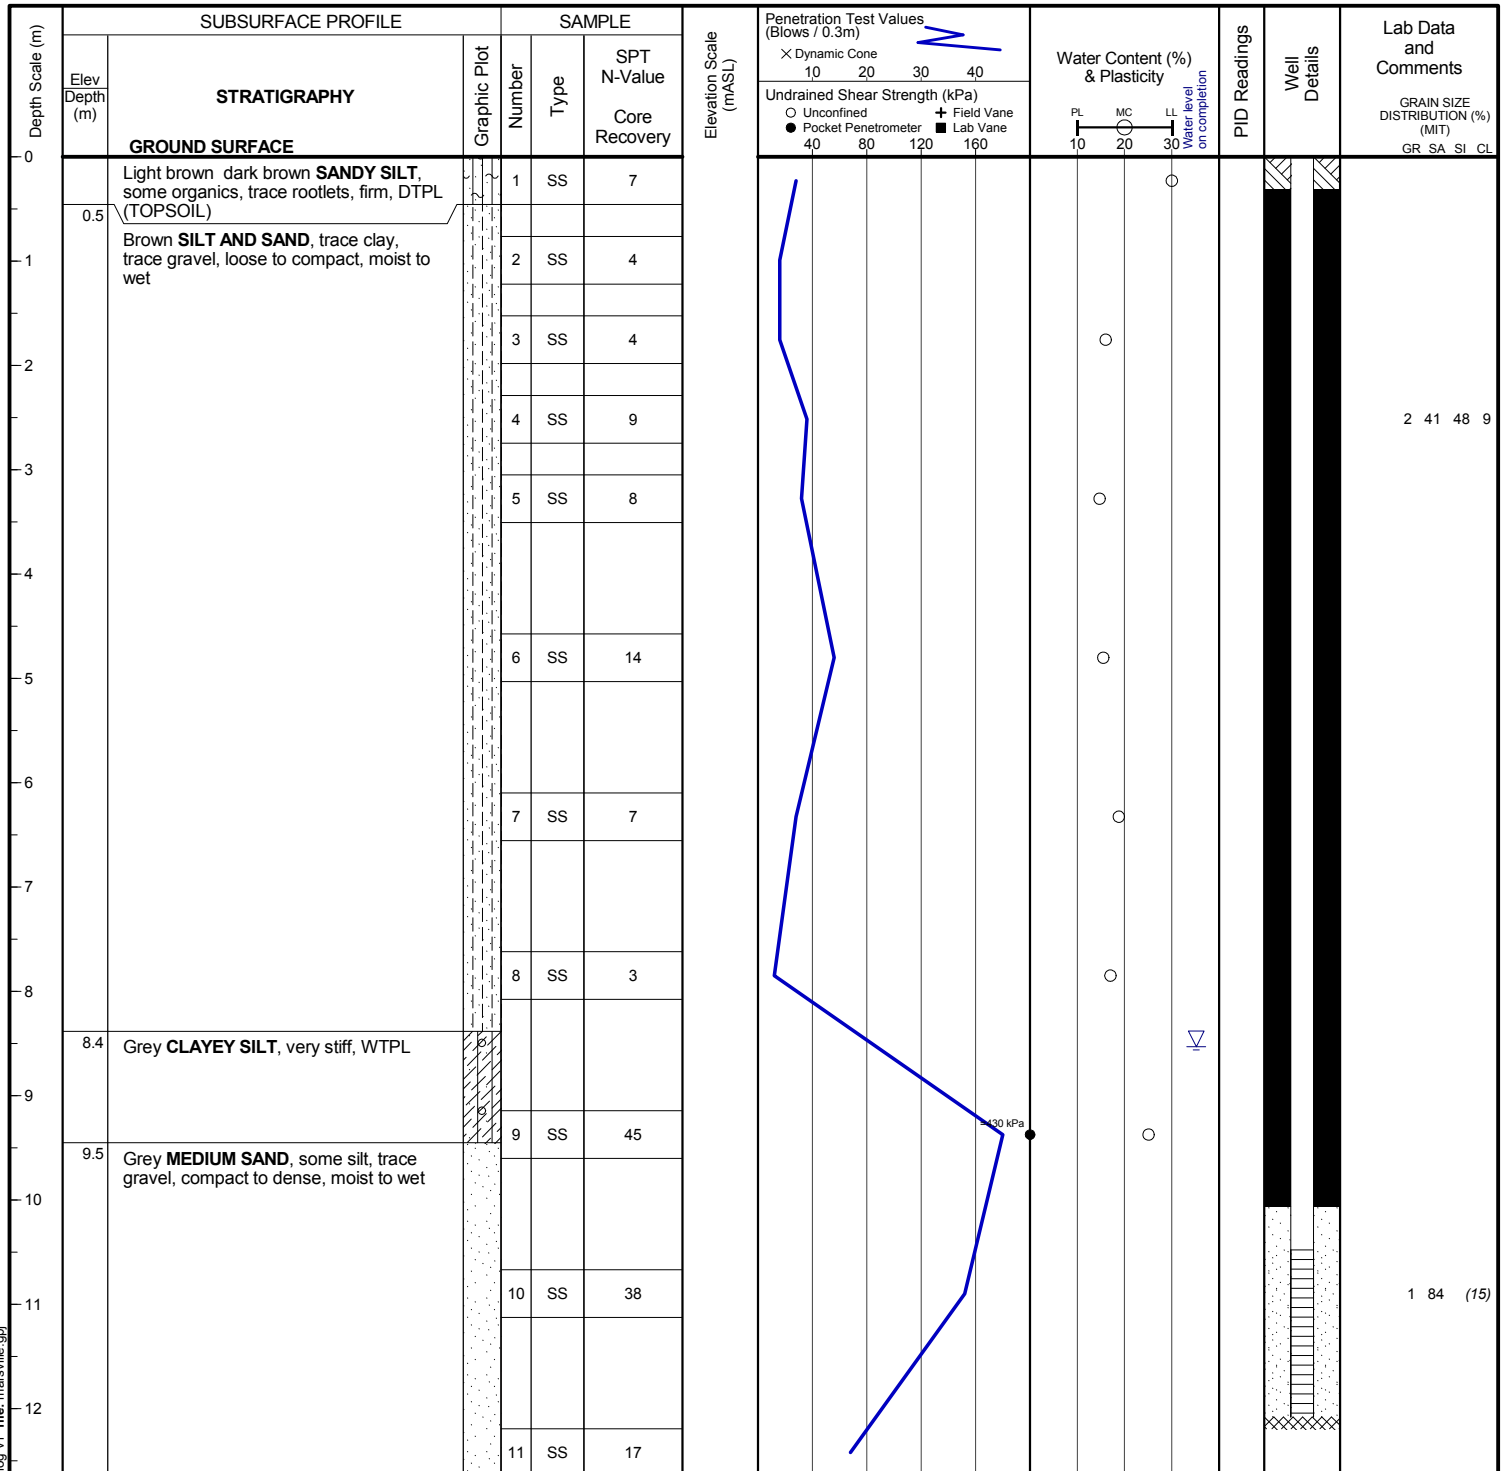 SUBSURFACE PROFILE
SAMPLE
Depth Scale (m)
Elev
Depth
(m)
STRATIGRAPHY
GROUND SURFACE
Graphic Plot
Number
Type
SPT
N-Value
Core
Recovery
Elevation Scale
(mASL)
Penetration Test Values
(Blows / 0.3m)
Dynamic Cone
10 20 30 40
Undrained Shear Strength (kPa)
Unconfined
Field Vane
Pocket Penetrometer
Lab Vane
40 80 120 160
Water Content (%)
& Plasticity
PL MC LL
10 20 30
Water level
on completion
PID Readings
Well
Details
Lab Data
and
Comments
GRAIN SIZE
DISTRIBUTION (%)
(MIT)
GR SA SI CL
0
Light brown dark brown SANDY SILT,
some organics, trace rootlets, firm, DTPL
(TOPSOIL)
1 SS 7
0.5
Brown SILT AND SAND, trace clay,
trace gravel, loose to compact, moist to
wet
1
2 SS 4
3 SS 4
2
4 SS 9
2 41 48 9
3
5 SS 8
4
6 SS 14
5
6
7 SS 7
7
8 SS 3
8
8.4
Grey CLAYEY SILT, very stiff, WTPL
9
9 SS 45
=430 kPa
9.5
Grey MEDIUM SAND, some silt, trace
gravel, compact to dense, moist to wet
10
10 SS 38
1 84 (15)
11
12
11 SS 17
file: marsville.gpj